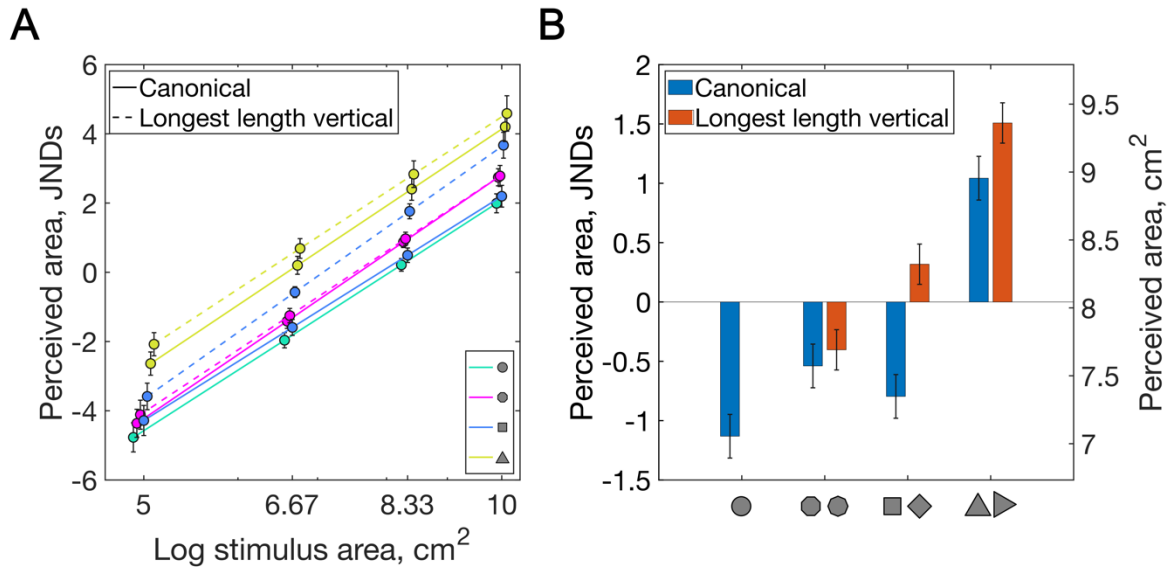 A
Perceived area, JNDs
6
4
2
0
-2
-4
-6
Canonical
Longest length vertical
5
6.67
8.33
10
Log stimulus area, cm²
B
Perceived area, JNDs
2
1.5
1
0.5
0
-0.5
-1
-1.5
Canonical
Longest length vertical
9.5
9
8.5
8
7.5
7
Perceived area, cm²